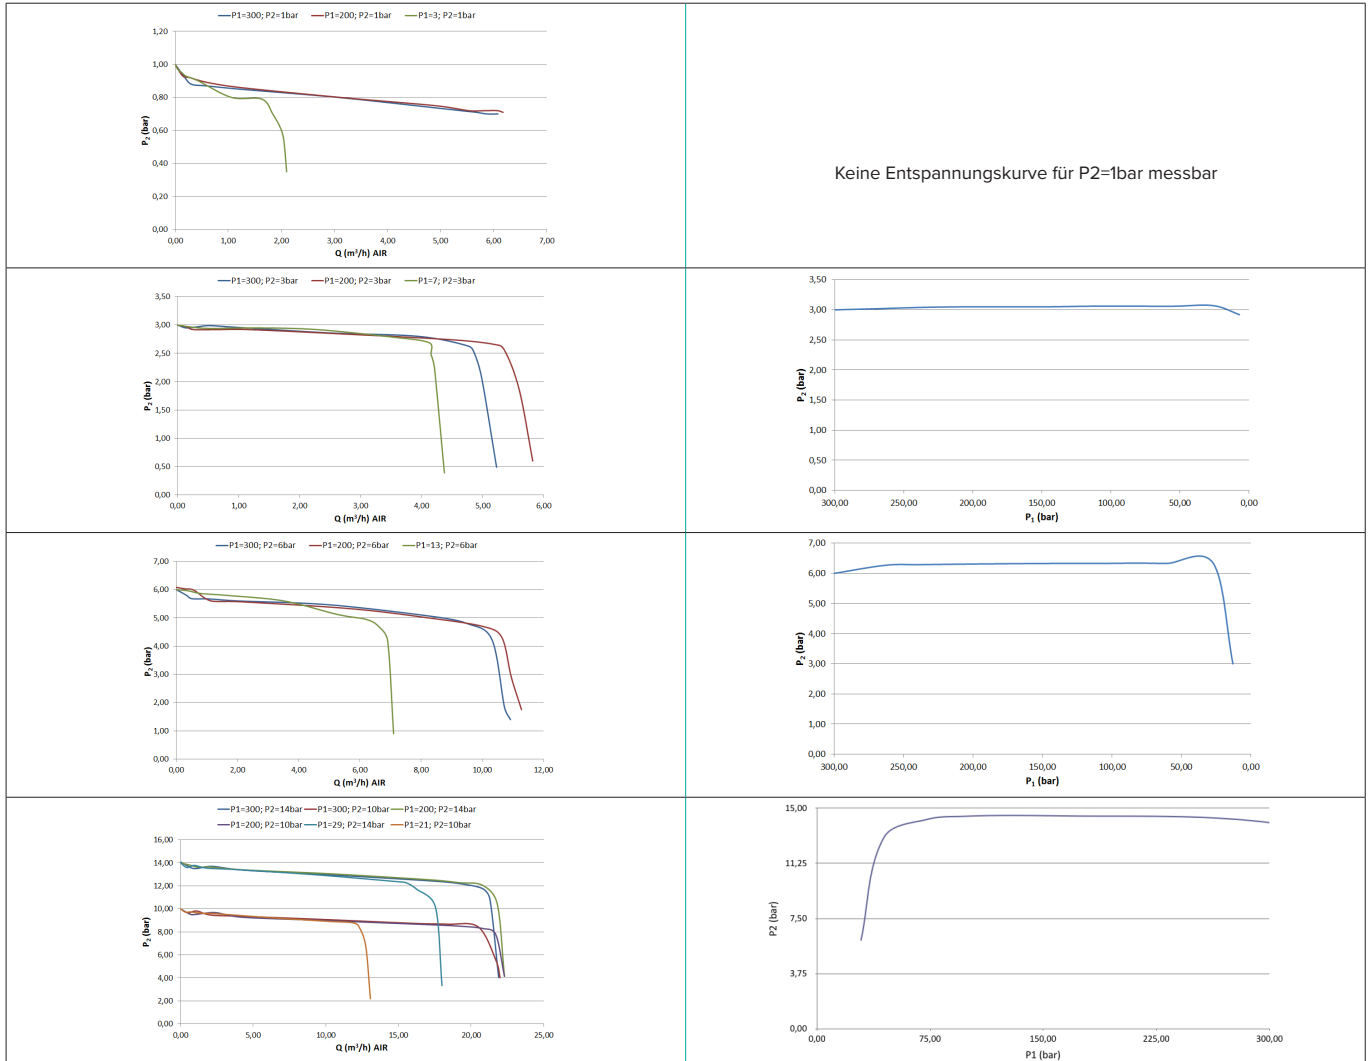 P1=300; P2=1bar P1=200; P2=1bar P1=3; P2=1bar
1,20
1,00
0,80
0,60
0,40
0,20
0,00
P₂ (bar)
0,00 1,00 2,00 3,00 4,00 5,00 6,00 7,00
Q (m³/h) AIR
Keine Entspannungskurve für P2=1bar messbar
P1=300; P2=3bar P1=200; P2=3bar P1=7; P2=3bar
3,50
3,00
2,50
2,00
1,50
1,00
0,50
0,00
P₂ (bar)
0,00 1,00 2,00 3,00 4,00 5,00 6,00
Q (m³/h) AIR
3,50
3,00
2,50
2,00
1,50
1,00
0,50
0,00
P₂ (bar)
300,00 250,00 200,00 150,00 100,00 50,00 0,00
P₁ (bar)
P1=300; P2=6bar P1=200; P2=6bar P1=13; P2=6bar
7,00
6,00
5,00
4,00
3,00
2,00
1,00
0,00
P₂ (bar)
0,00 2,00 4,00 6,00 8,00 10,00 12,00
Q (m³/h) AIR
7,00
6,00
5,00
4,00
3,00
2,00
1,00
0,00
P₂ (bar)
300,00 250,00 200,00 150,00 100,00 50,00 0,00
P₁ (bar)
P1=300; P2=14bar P1=300; P2=10bar P1=200; P2=14bar
P1=200; P2=10bar P1=29; P2=14bar P1=21; P2=10bar
16,00
14,00
12,00
10,00
8,00
6,00
4,00
2,00
0,00
P₂ (bar)
0,00 5,00 10,00 15,00 20,00 25,00
Q (m³/h) AIR
15,00
11,25
7,50
3,75
0,00
P2 (bar)
0,00 75,00 150,00 225,00 300,00
P1 (bar)